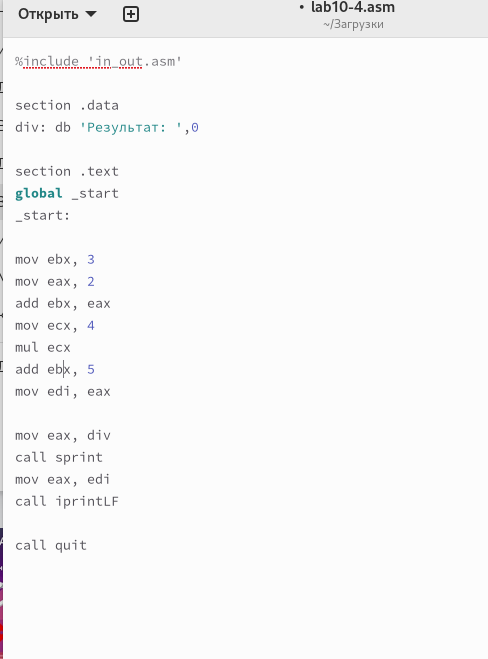 Открыть
• lab10-4.asm
~/Загрузки
%include 'in_out.asm'
section .data
div: db 'Результат: ',0
section .text
global _start
_start:
mov ebx, 3
mov eax, 2
add ebx, eax
mov ecx, 4
mul ecx
add ebx, 5
mov edi, eax
mov eax, div
call sprint
mov eax, edi
call iprintLF
call quit